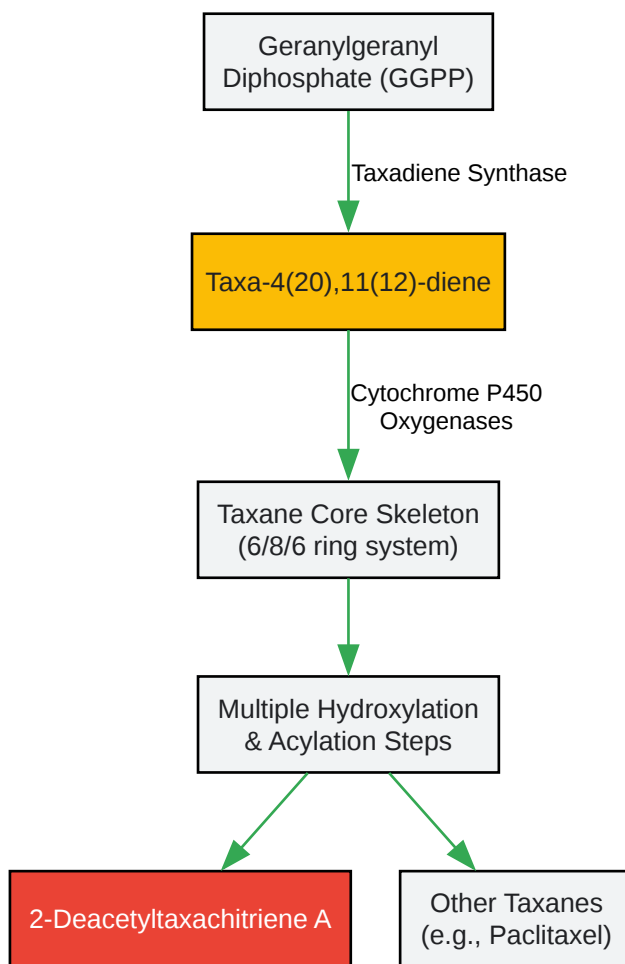 Geranylgeranyl
Diphosphate (GGPP)
Taxadiene Synthase
Taxa-4(20),11(12)-diene
Cytochrome P450
Oxygenases
Taxane Core Skeleton
(6/8/6 ring system)
Multiple Hydroxylation
& Acylation Steps
2-Deacetyltaxachitriene A
Other Taxanes
(e.g., Paclitaxel)